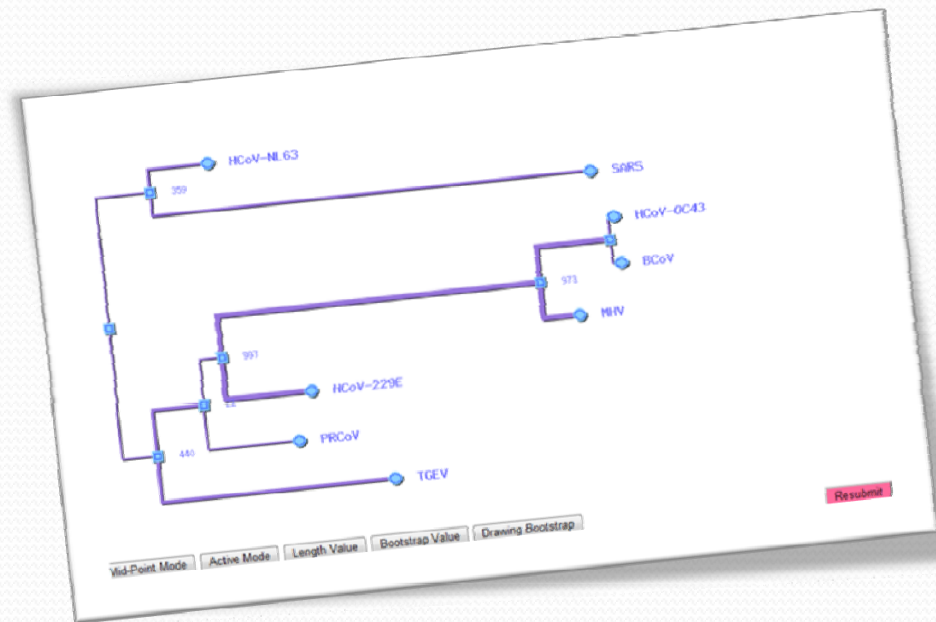 HCoV-NL63
359
SARS
HCoV-OC43
BCoV
973
MHV
997
HCoV-229E
PRCoV
440
TGEV
Resubmit
Mid-Point Mode
Active Mode
Length Value
Bootstrap Value
Drawing Bootstrap